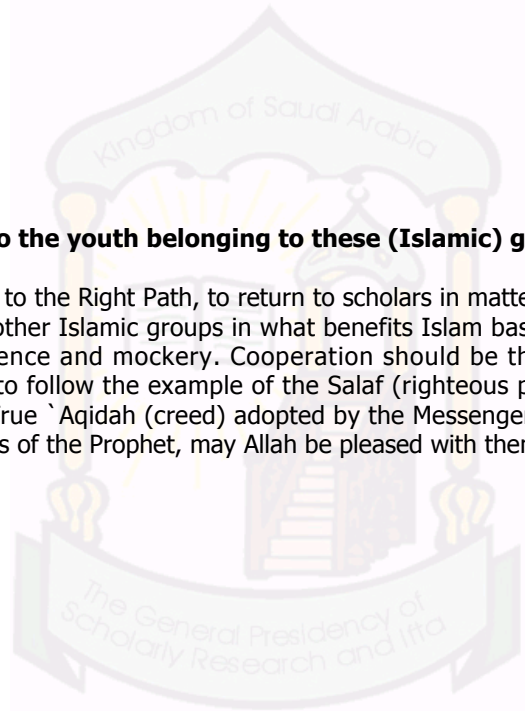 Kingdom of Saudi Arabia
o the youth belonging to these (Islamic) g
to the Right Path, to return to scholars in matte
other Islamic groups in what benefits Islam bas
ence and mockery. Cooperation should be th
to follow the example of the Salaf (righteous p
rue `Aqidah (creed) adopted by the Messenger
s of the Prophet, may Allah be pleased with ther
The General Presidency of
Scholarly Research and Ifta